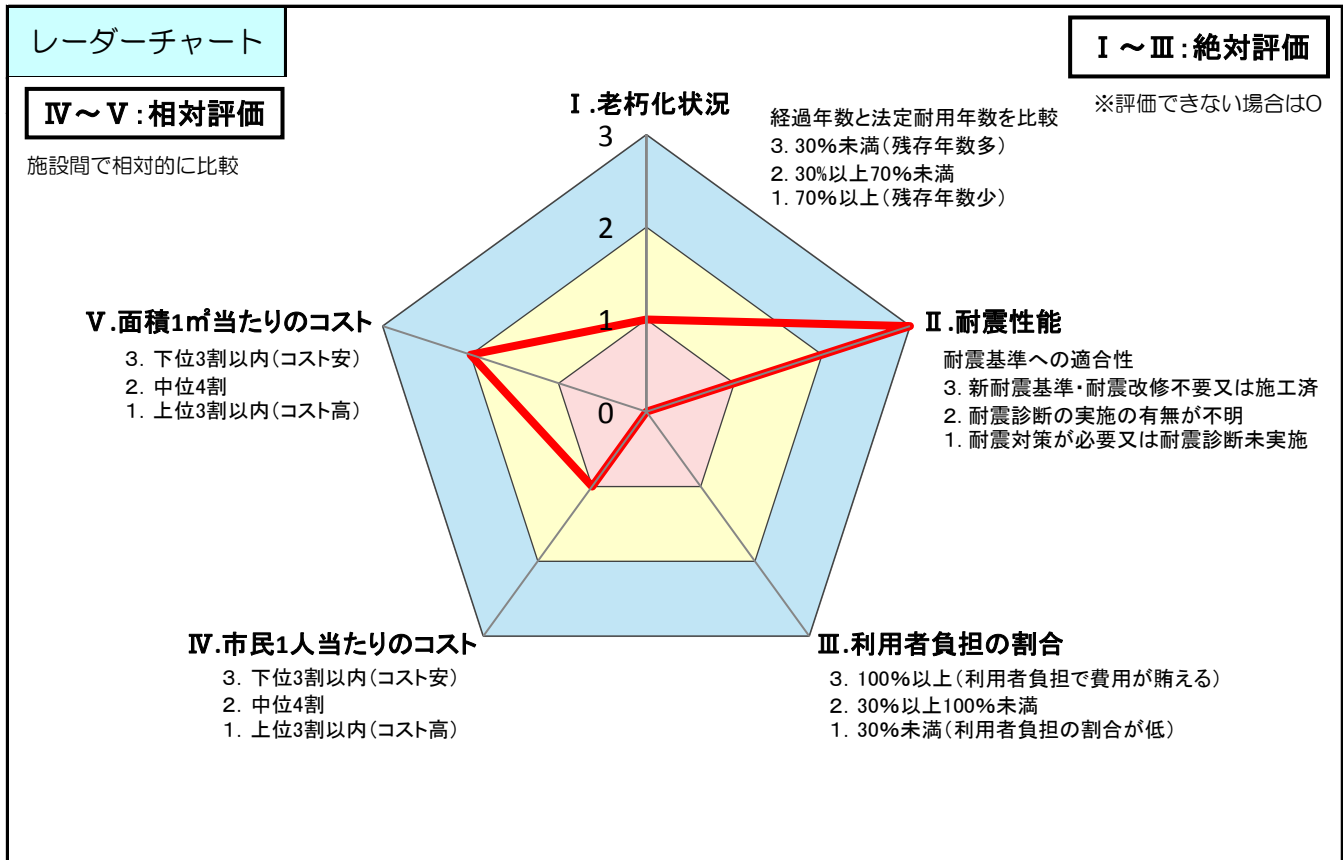 レーダーチャート
Ⅰ～Ⅲ：絶対評価
※評価できない場合は0
Ⅳ～Ⅴ：相対評価
施設間で相対的に比較
Ⅰ.老朽化状況
経過年数と法定耐用年数を比較
3. 30%未満（残存年数多）
2. 30%以上70%未満
1. 70%以上（残存年数少）
3
2
1
0
Ⅴ.面積1㎡当たりのコスト
3. 下位3割以内（コスト安）
2. 中位4割
1. 上位3割以内（コスト高）
Ⅱ.耐震性能
耐震基準への適合性
3. 新耐震基準・耐震改修不要又は施工済
2. 耐震診断の実施の有無が不明
1. 耐震対策が必要又は耐震診断未実施
Ⅳ.市民1人当たりのコスト
3. 下位3割以内（コスト安）
2. 中位4割
1. 上位3割以内（コスト高）
Ⅲ.利用者負担の割合
3. 100%以上（利用者負担で費用が賄える）
2. 30%以上100%未満
1. 30%未満（利用者負担の割合が低）